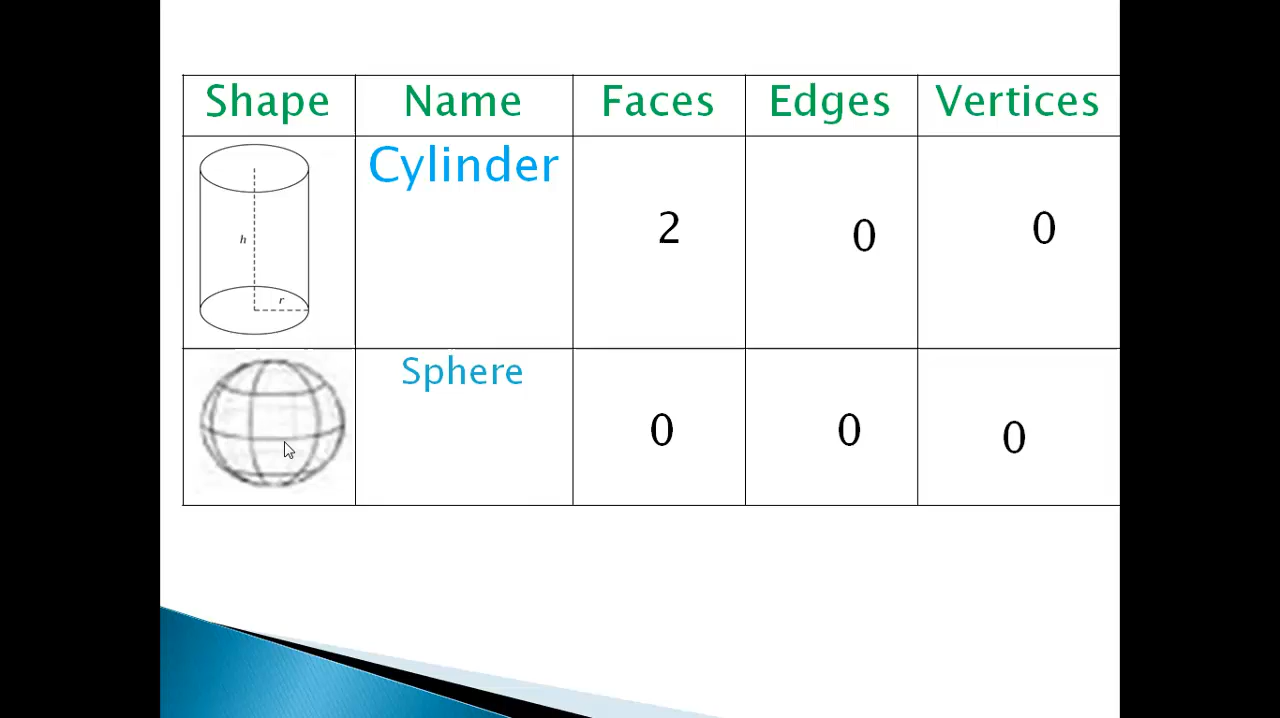 Shape Name Faces Edges Vertices
Cylinder
2 0 0
h
r
Sphere
0 0 0